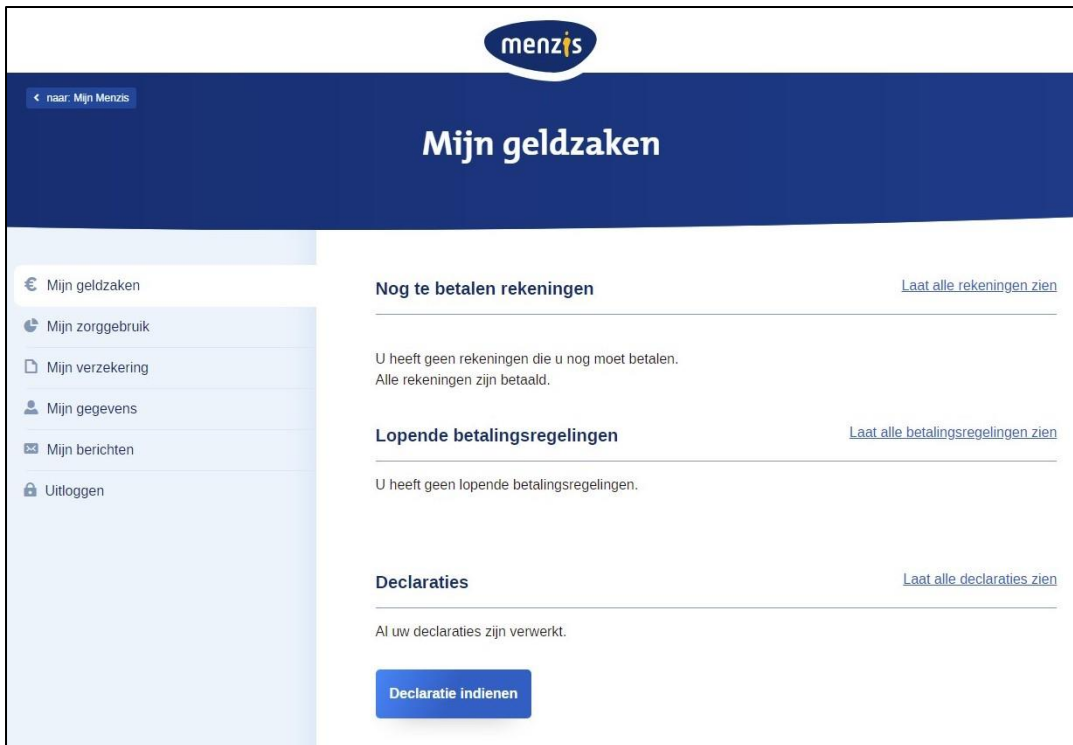 menzis
< naar: Mijn Menzis
Mijn geldzaken
€ Mijn geldzaken
Mijn zorggebruik
Mijn verzekering
Mijn gegevens
Mijn berichten
Uitloggen
Nog te betalen rekeningen
Laat alle rekeningen zien
U heeft geen rekeningen die u nog moet betalen.
Alle rekeningen zijn betaald.
Lopende betalingsregelingen
Laat alle betalingsregelingen zien
U heeft geen lopende betalingsregelingen.
Declaraties
Laat alle declaraties zien
Al uw declaraties zijn verwerkt.
Declaratie indienen